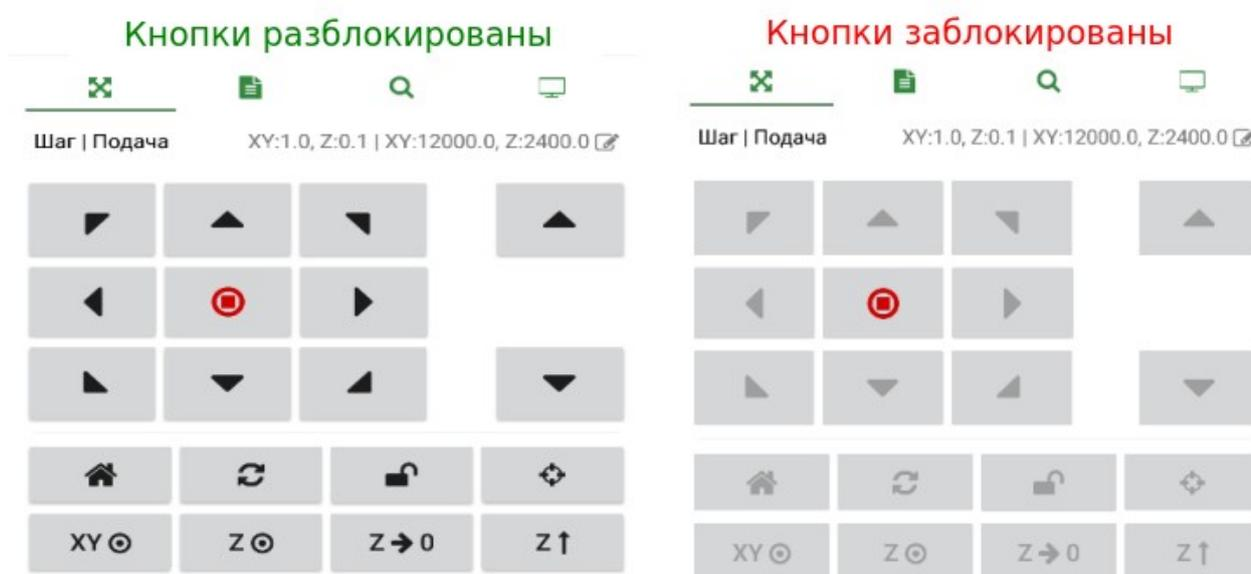 Кнопки разблокированы
Шаг | Подача XY:1.0, Z:0.1 | XY:12000.0, Z:2400.0
XY Z Z 0 Z
Кнопки заблокированы
Шаг | Подача XY:1.0, Z:0.1 | XY:12000.0, Z:2400.0
XY Z Z 0 Z